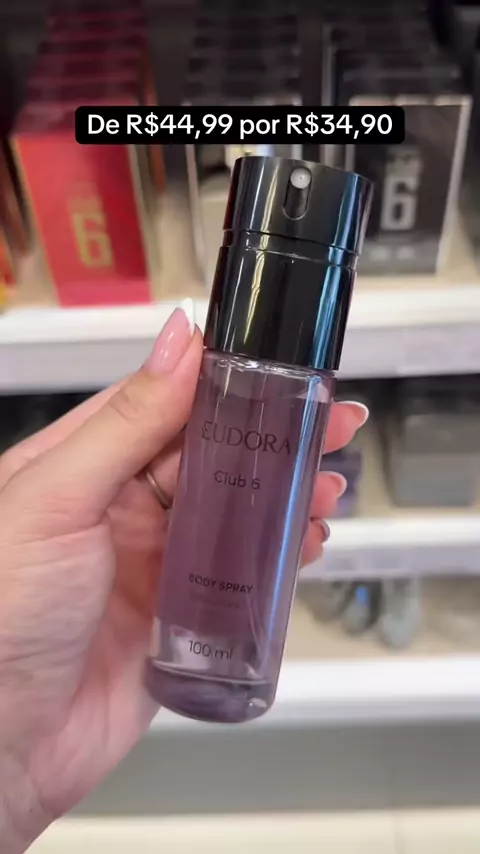 De R$44,99 por R$34,90
6
6
EUDORA
Club 6
BODY SPRAY
100 ml